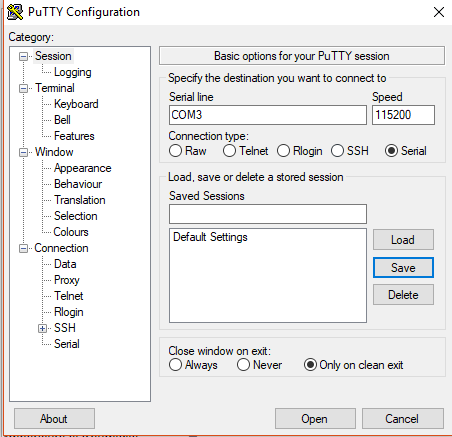 PuTTY Configuration
Category:
Session
Logging
Terminal
Keyboard
Bell
Features
Window
Appearance
Behaviour
Translation
Selection
Colours
Connection
Data
Proxy
Telnet
Rlogin
SSH
Serial
Basic options for your PuTTY session
Specify the destination you want to connect to
Serial line Speed
COM3 115200
Connection type:
Raw Telnet Rlogin SSH Serial
Load, save or delete a stored session
Saved Sessions
Default Settings
Load
Save
Delete
Close window on exit:
Always Never Only on clean exit
About Open Cancel